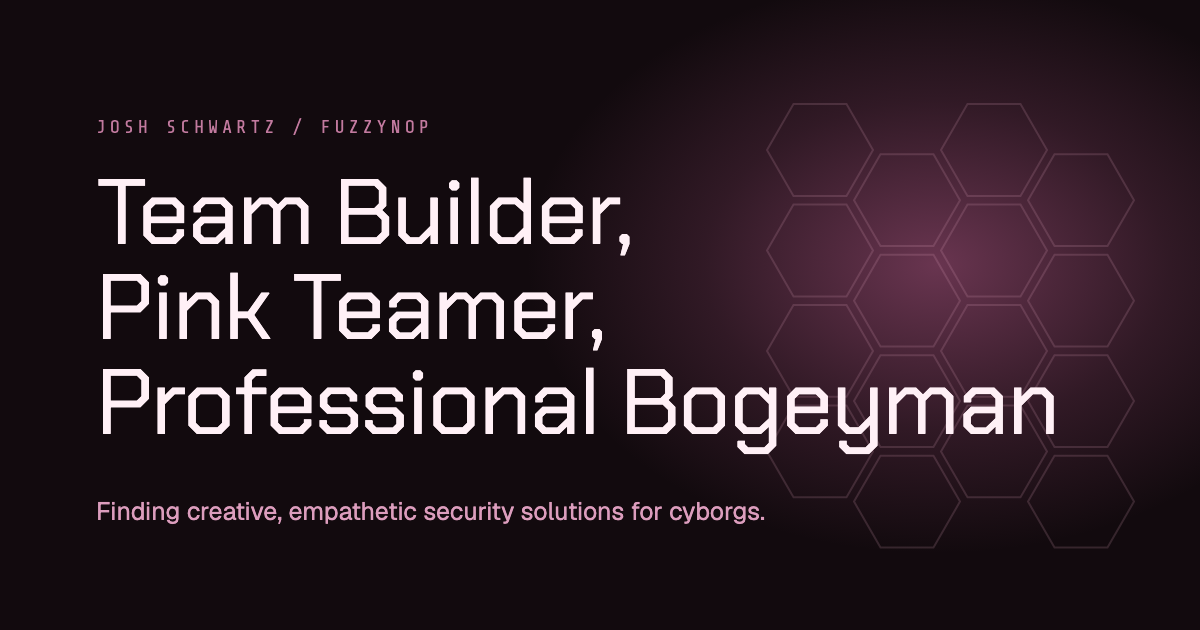 JOSH SCHWARTZ / FUZZYNOP
Team Builder,
Pink Teamer,
Professional Bogeyman
Finding creative, empathetic security solutions for cyborgs.